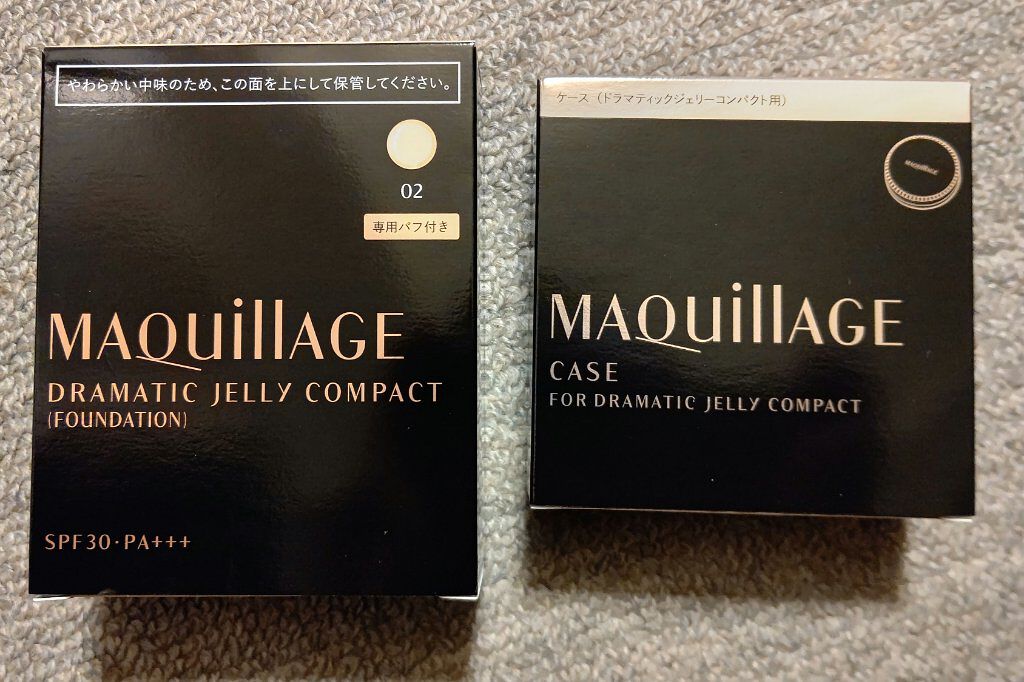 やわらかい中味のため、この面を上にして保管してください。
02
専用パフ付き
MAQuillAGE
DRAMATIC JELLY COMPACT
(FOUNDATION)
SPF30・PA+++
ケース（ドラマティックジェリーコンパクト用）
MAQuillAGE
MAQuillAGE
CASE
FOR DRAMATIC JELLY COMPACT